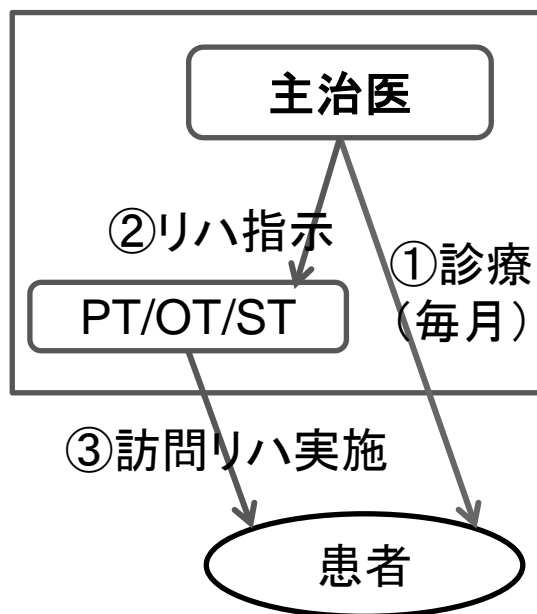 主治医
②リハ指示
①診療
（毎月）
PT/OT/ST
③訪問リハ実施
患者